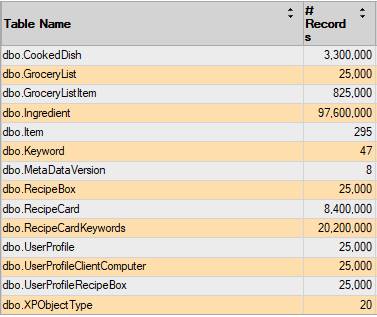 Table Name
#
Record
s
dbo.CookedDish 3,300,000
dbo.GroceryList 25,000
dbo.GroceryListItem 825,000
dbo.Ingredient 97,600,000
dbo.Item 295
dbo.Keyword 47
dbo.MetaDataVersion 8
dbo.RecipeBox 25,000
dbo.RecipeCard 8,400,000
dbo.RecipeCardKeywords 20,200,000
dbo.UserProfile 25,000
dbo.UserProfileClientComputer 25,000
dbo.UserProfileRecipeBox 25,000
dbo.XPObjectType 20